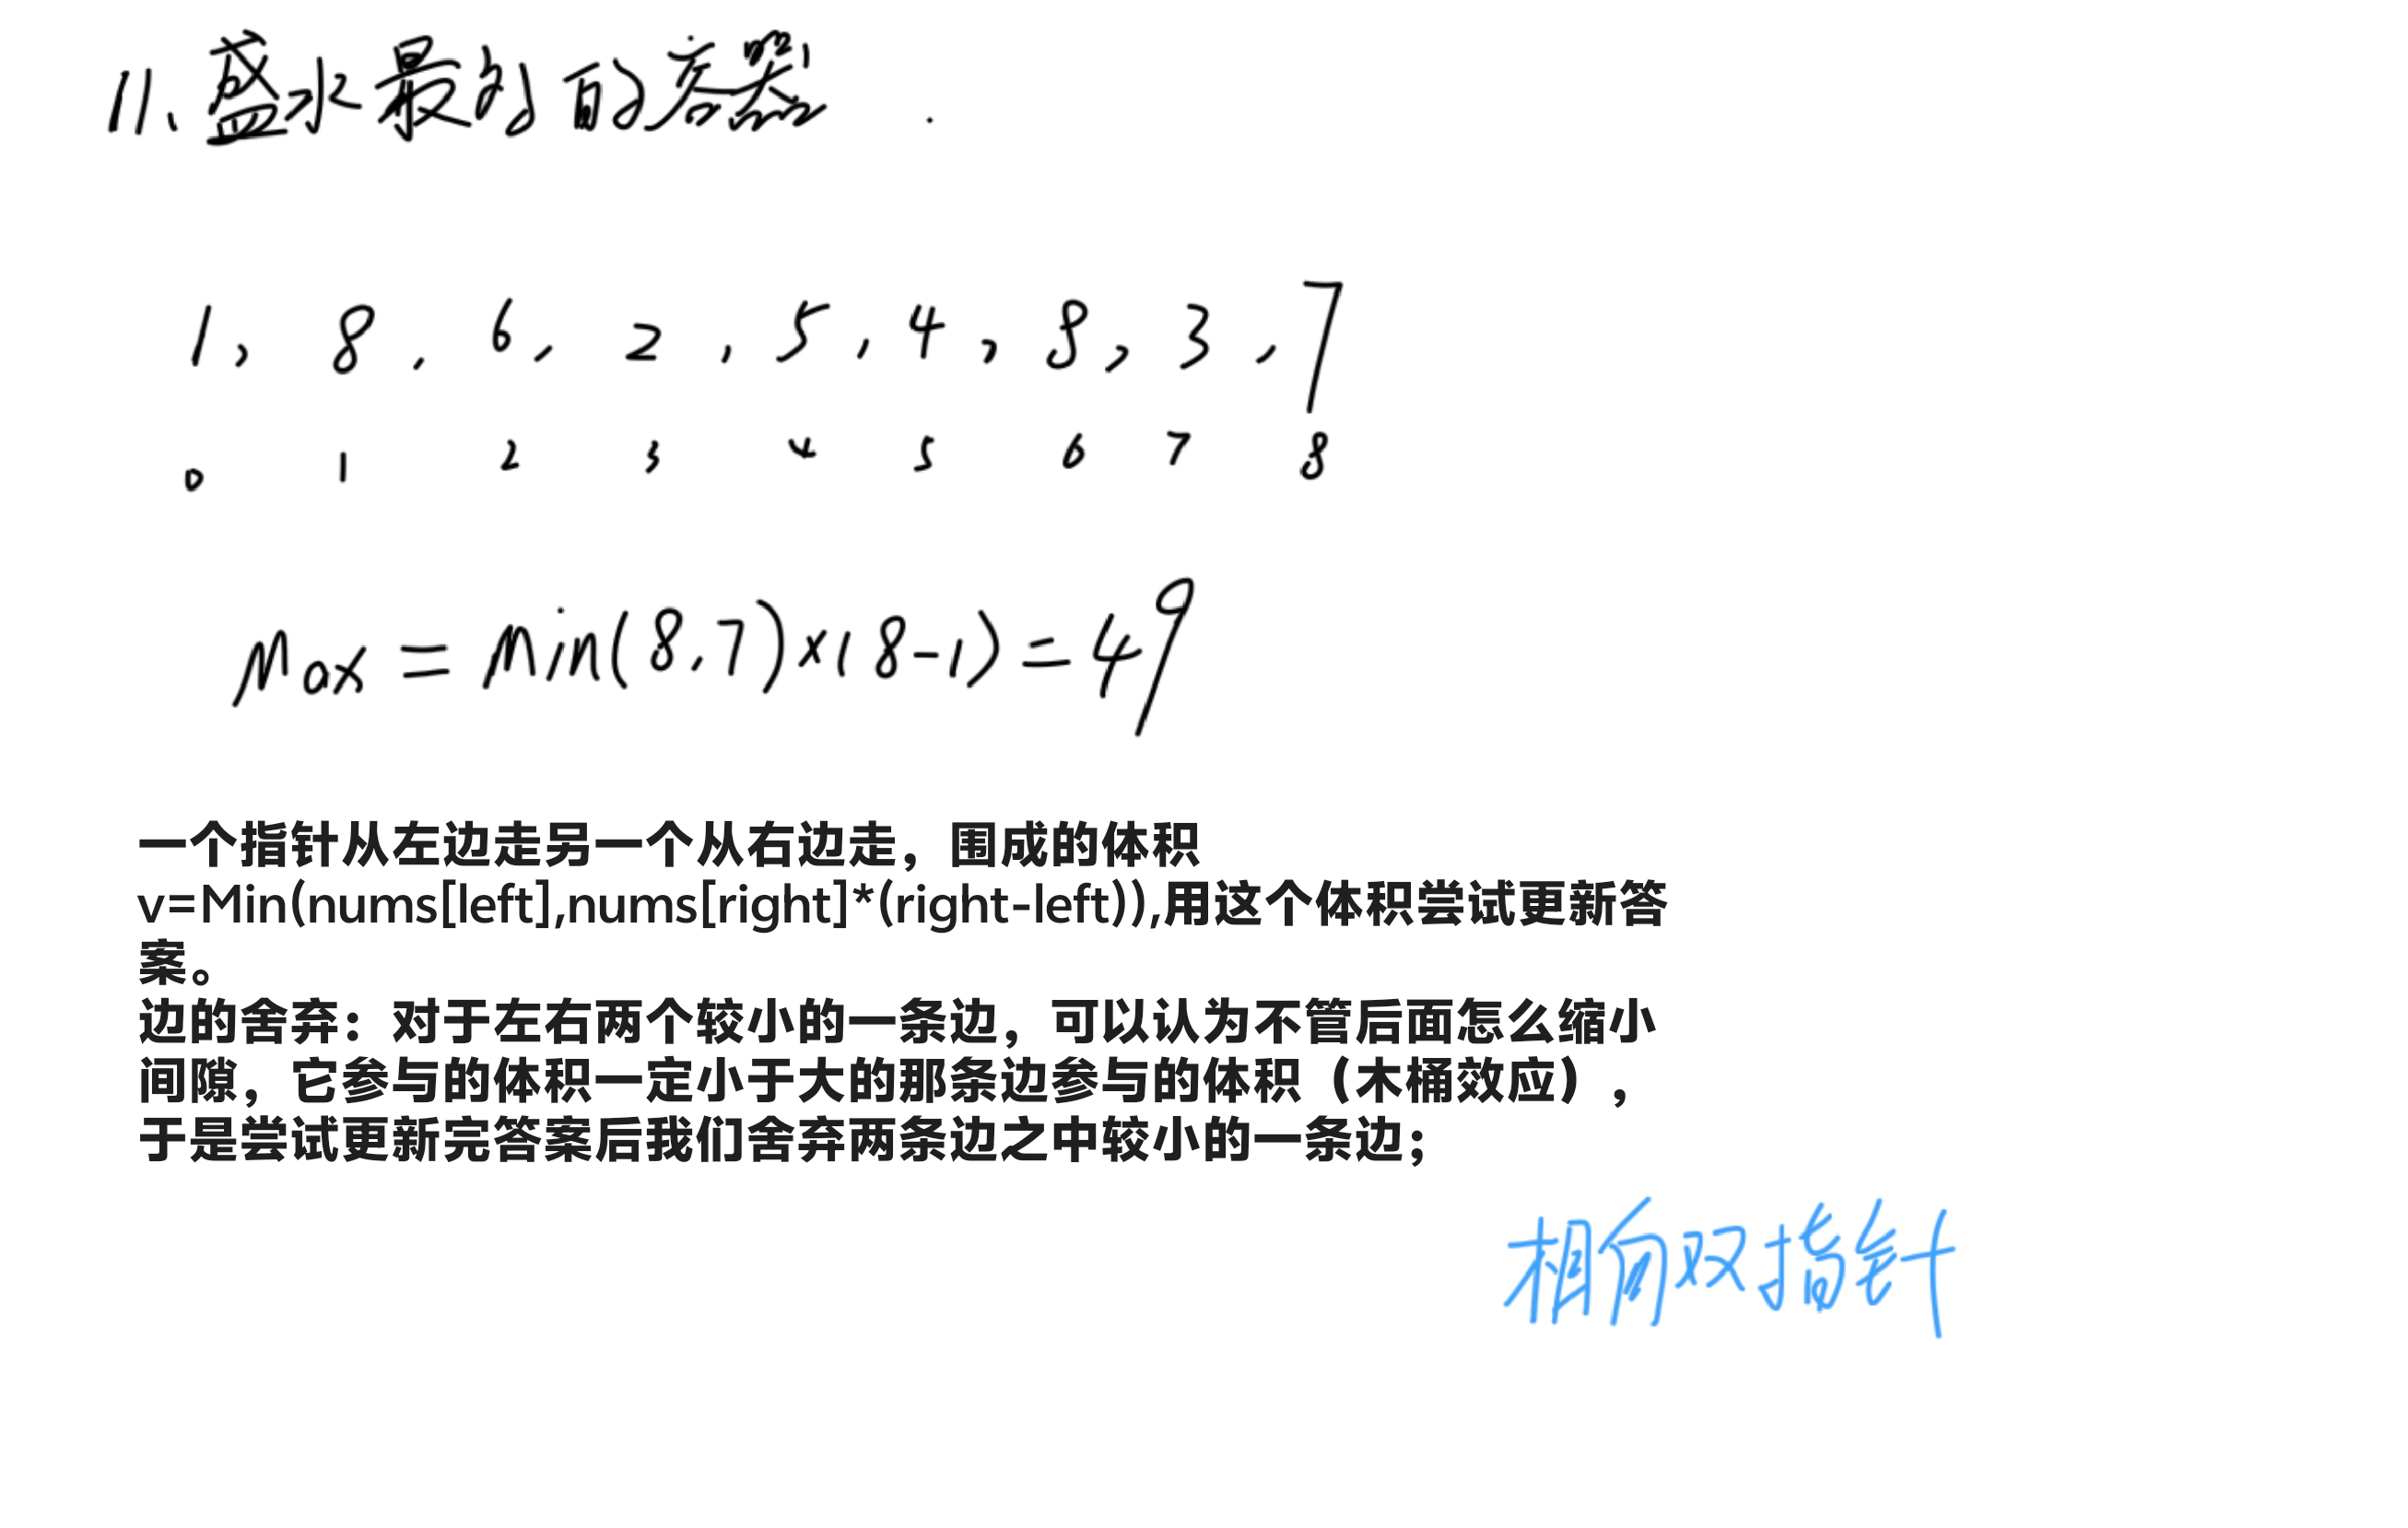 11、盛水最多的容器.
1, 8, 6, 2, 5, 4, 8, 3, 7
0 1 2 3 4 5 6 7 8
Max = Min(8,7)×(8-1)=49
一个指针从左边走另一个从右边走，围成的体积
v=Min(nums[left],nums[right]*(right-left)),用这个体积尝试更新答
案。
边的舍弃：对于左右两个较小的一条边，可以认为不管后面怎么缩小
间隙，它参与的体积一定小于大的那条边参与的体积（木桶效应），
于是尝试更新完答案后我们舍弃两条边之中较小的一条边；
相向双指针